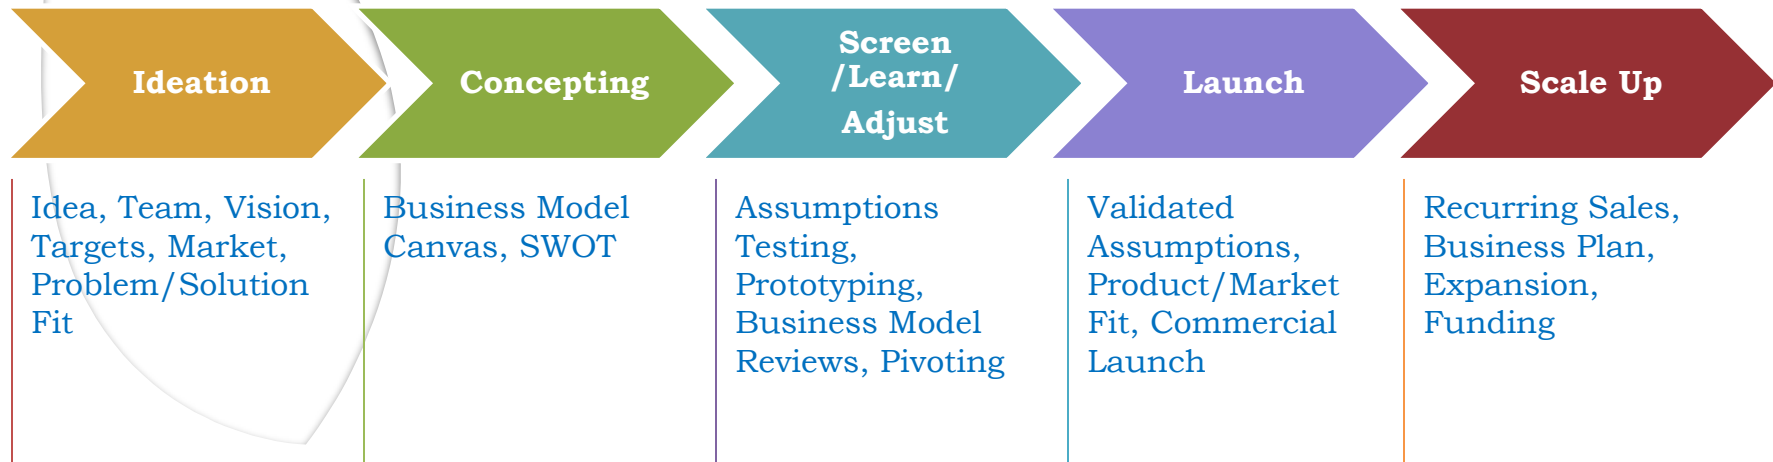 Ideation
Concepting
Screen
/Learn/
Adjust
Launch
Scale Up
Idea, Team, Vision,
Targets, Market,
Problem/Solution
Fit
Business Model
Canvas, SWOT
Assumptions
Testing,
Prototyping,
Business Model
Reviews, Pivoting
Validated
Assumptions,
Product/Market
Fit, Commercial
Launch
Recurring Sales,
Business Plan,
Expansion,
Funding